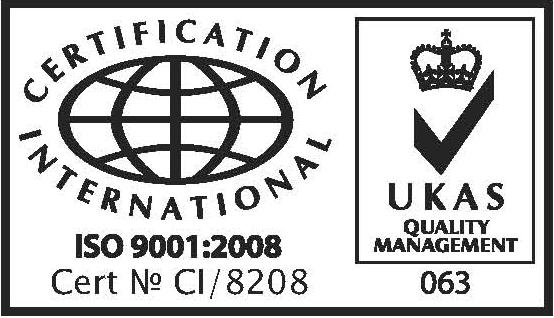 CERTIFICATION
INTERNATIONAL
ISO 9001:2008
Cert № CI/8208
UKAS
QUALITY
MANAGEMENT
063